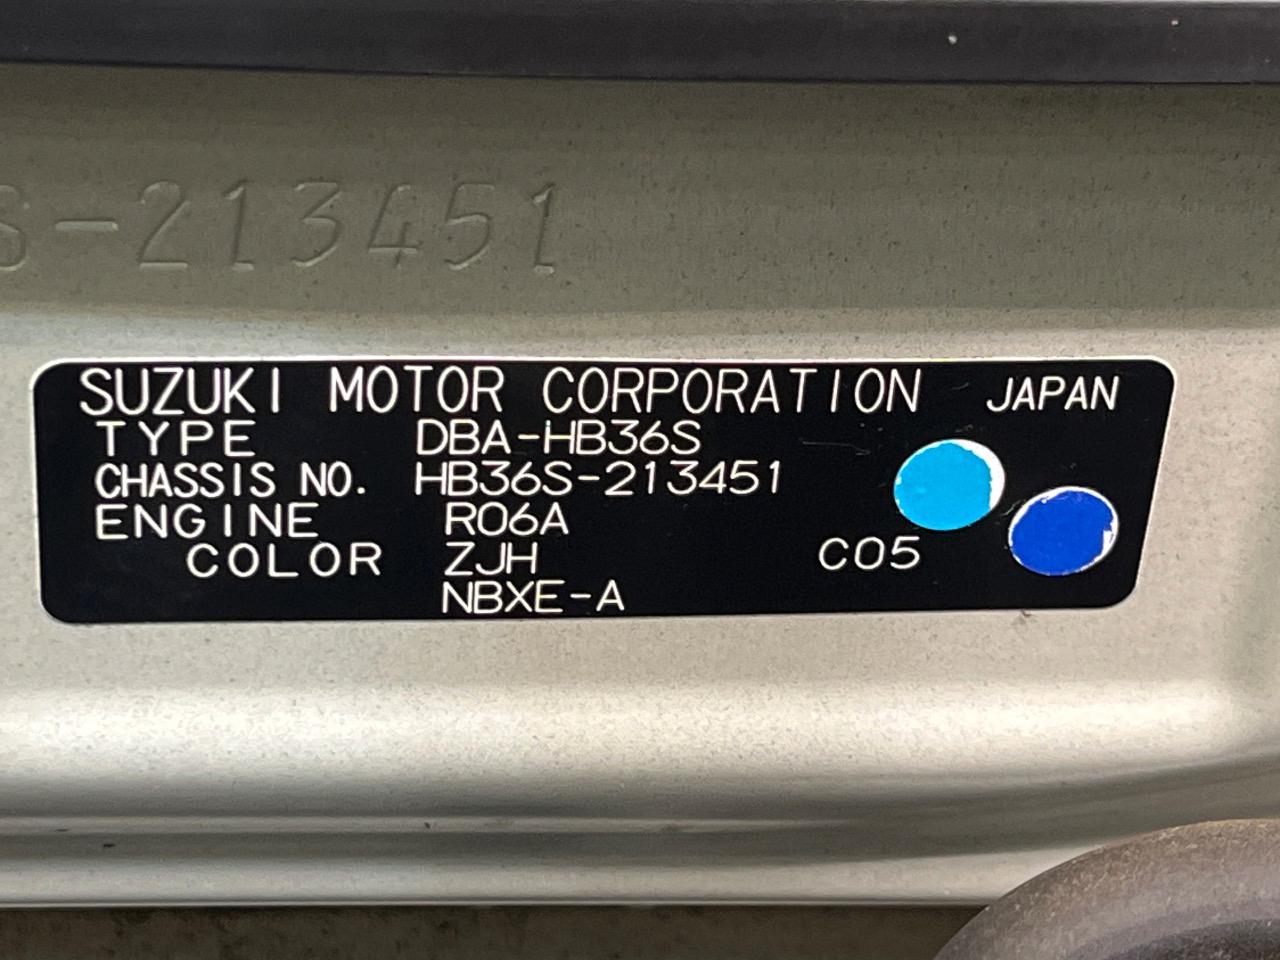 S-213451
SUZUKI MOTOR CORPORATION JAPAN
TYPE DBA-HB36S
CHASSIS NO. HB36S-213451
ENGINE R06A
COLOR ZJH C05
NBXE-A